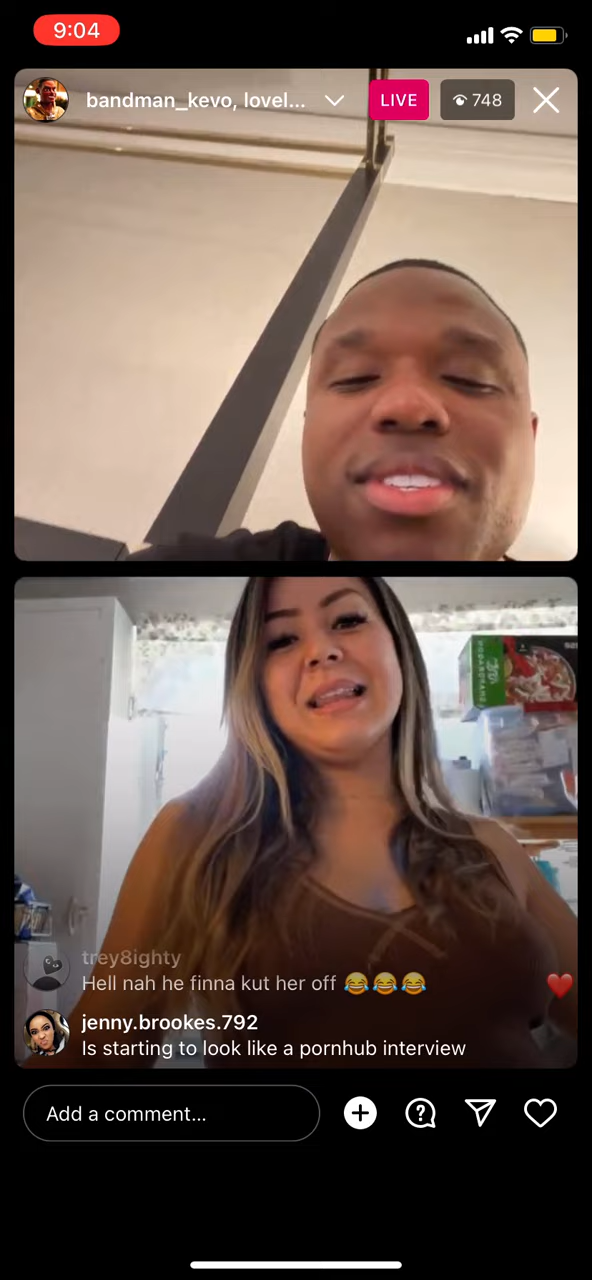 9:04
bandman_kevo, lovel...
LIVE
748
trey8ighty
Hell nah he finna kut her off 😂😂😂
jenny.brookes.792
Is starting to look like a pornhub interview
Add a comment...